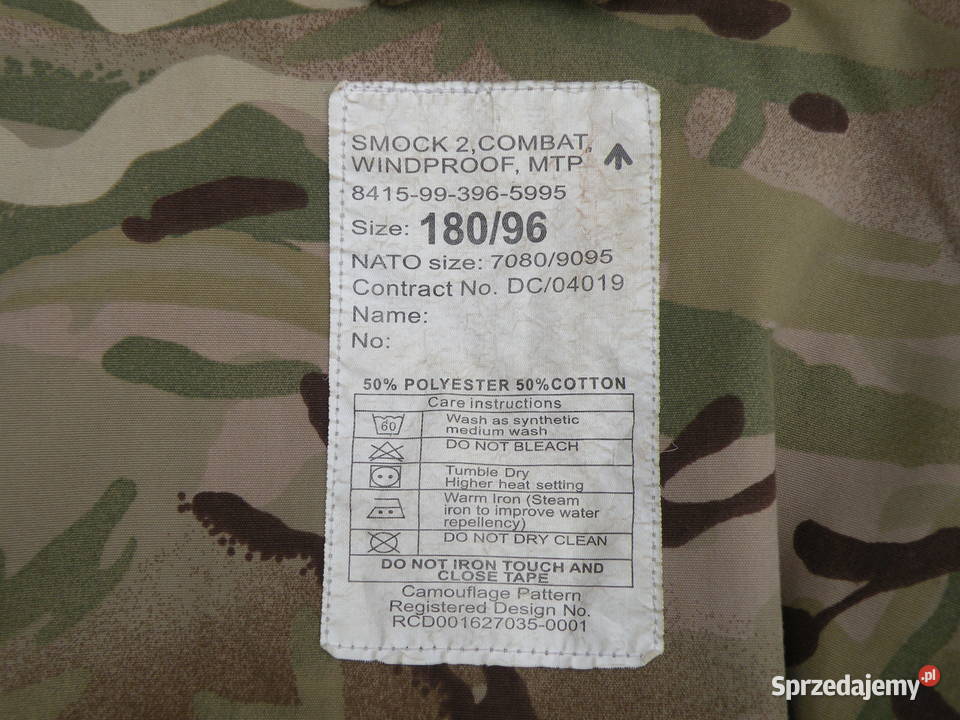 SMOCK 2,COMBAT,
WINDPROOF, MTP
8415-99-396-5995
Size: 180/96
NATO size: 7080/9095
Contract No. DC/04019
Name:
No:
50% POLYESTER 50%COTTON
Care instructions
60
Wash as synthetic
medium wash
DO NOT BLEACH
Tumble Dry
Higher heat setting
Warm Iron (Steam
iron to improve water
repellency)
DO NOT DRY CLEAN
DO NOT IRON TOUCH AND
CLOSE TAPE
Camouflage Pattern
Registered Design No.
RCD001627035-0001
Sprzedajemy.pl